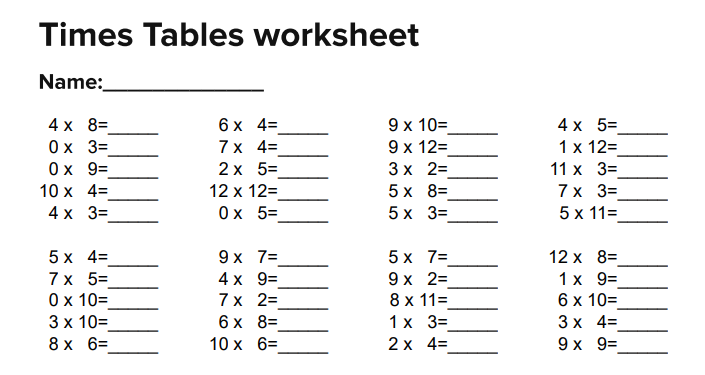 Times Tables worksheet
Name:_____________
4 x 8=_____ 6 x 4=_____ 9 x 10=_____ 4 x 5=_____
0 x 3=_____ 7 x 4=_____ 9 x 12=_____ 1 x 12=_____
0 x 9=_____ 2 x 5=_____ 3 x 2=_____ 11 x 3=_____
10 x 4=_____ 12 x 12=_____ 5 x 8=_____ 7 x 3=_____
4 x 3=_____ 0 x 5=_____ 5 x 3=_____ 5 x 11=_____
5 x 4=_____ 9 x 7=_____ 5 x 7=_____ 12 x 8=_____
7 x 5=_____ 4 x 9=_____ 9 x 2=_____ 1 x 9=_____
0 x 10=_____ 7 x 2=_____ 8 x 11=_____ 6 x 10=_____
3 x 10=_____ 6 x 8=_____ 1 x 3=_____ 3 x 4=_____
8 x 6=_____ 10 x 6=_____ 2 x 4=_____ 9 x 9=_____